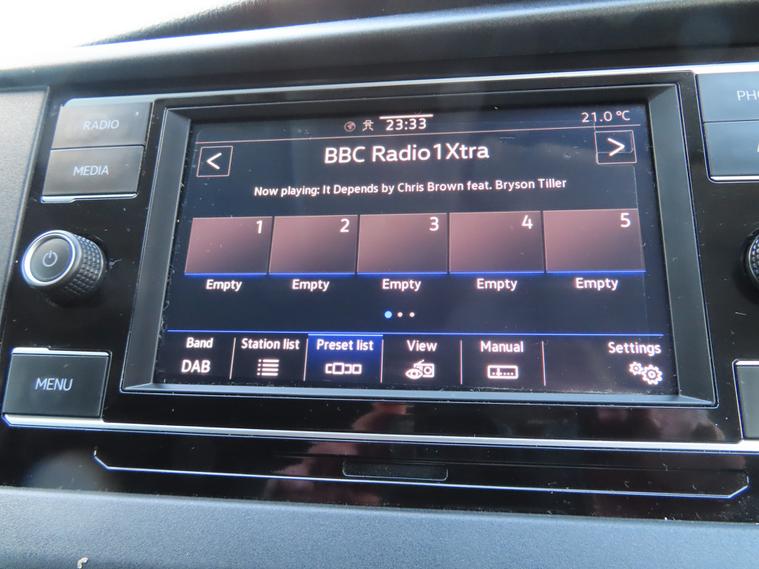 RADIO
MEDIA
MENU
23:33
21.0 °C
< BBC Radio1Xtra >
Now playing: It Depends by Chris Brown feat. Bryson Tiller
1 2 3 4 5
Empty Empty Empty Empty Empty
Band Station list Preset list View Manual Settings
DAB